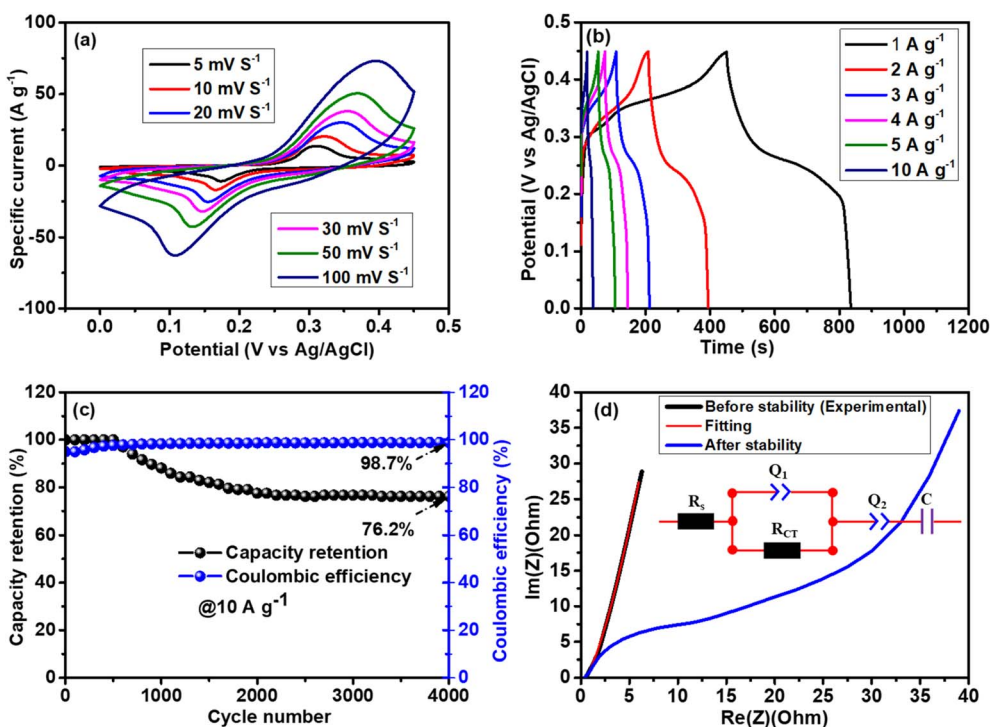 (a)
5 mV S-1
10 mV S-1
20 mV S-1
30 mV S-1
50 mV S-1
100 mV S-1
100
50
0
-50
-100
Specific current (A g-1)
0.0 0.1 0.2 0.3 0.4 0.5
Potential (V vs Ag/AgCl)
(b)
1 A g-1
2 A g-1
3 A g-1
4 A g-1
5 A g-1
10 A g-1
0.5
0.4
0.3
0.2
0.1
0.0
Potential (V vs Ag/AgCl)
0 200 400 600 800 1000 1200
Time (s)
(c)
120
100
80
60
40
20
0
Capacity retention (%)
98.7%
76.2%
Capacity retention
Coulombic efficiency
@10 A g-1
120
100
80
60
40
20
0
Coulombic efficiency (%)
0 1000 2000 3000 4000
Cycle number
(d)
Before stability (Experimental)
Fitting
After stability
Rs
Q1
RCT
Q2
C
40
35
30
25
20
15
10
5
0
Im(Z)(Ohm)
0 5 10 15 20 25 30 35 40
Re(Z)(Ohm)